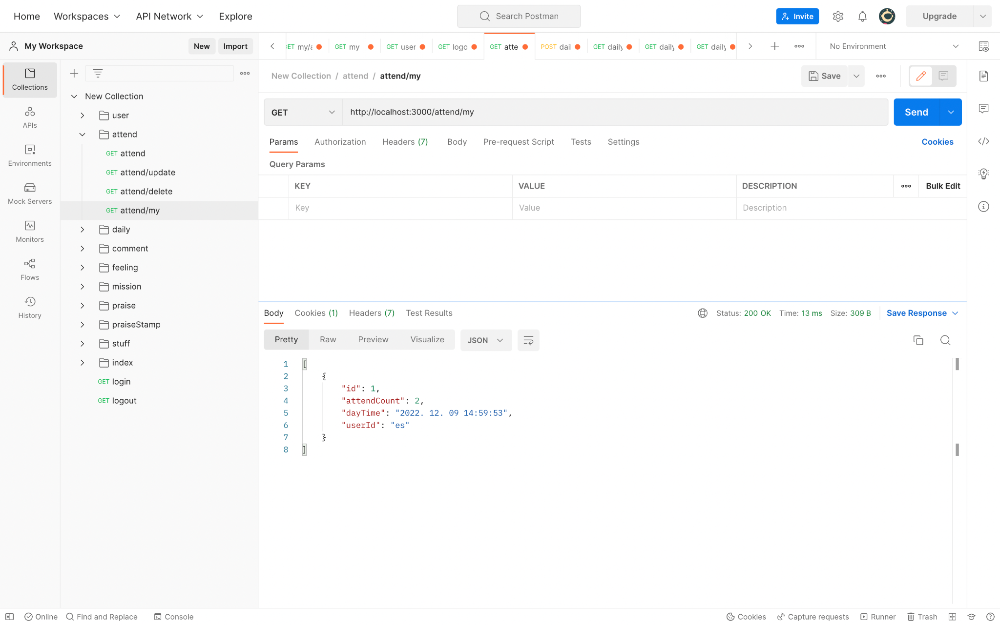 Home Workspaces API Network Explore Search Postman Invite Upgrade
My Workspace New Import GET my/a GET my GET user GET logo GET atte POST dai GET daily GET daily GET daily No Environment
Collections
APIs
Environments
Mock Servers
Monitors
Flows
History
New Collection
user
attend
GET attend
GET attend/update
GET attend/delete
GET attend/my
daily
comment
feeling
mission
praise
praiseStamp
stuff
index
GET login
GET logout
New Collection / attend / attend/my Save
GET http://localhost:3000/attend/my Send
Params Authorization Headers (7) Body Pre-request Script Tests Settings Cookies
Query Params
KEY VALUE DESCRIPTION Bulk Edit
Key Value Description
Body Cookies (1) Headers (7) Test Results Status: 200 OK Time: 13 ms Size: 309 B Save Response
Pretty Raw Preview Visualize JSON
1 [
2 {
3 "id": 1,
4 "attendCount": 2,
5 "dayTime": "2022. 12. 09 14:59:53",
6 "userId": "es"
7 }
8 ]
Online Find and Replace Console Cookies Capture requests Runner Trash